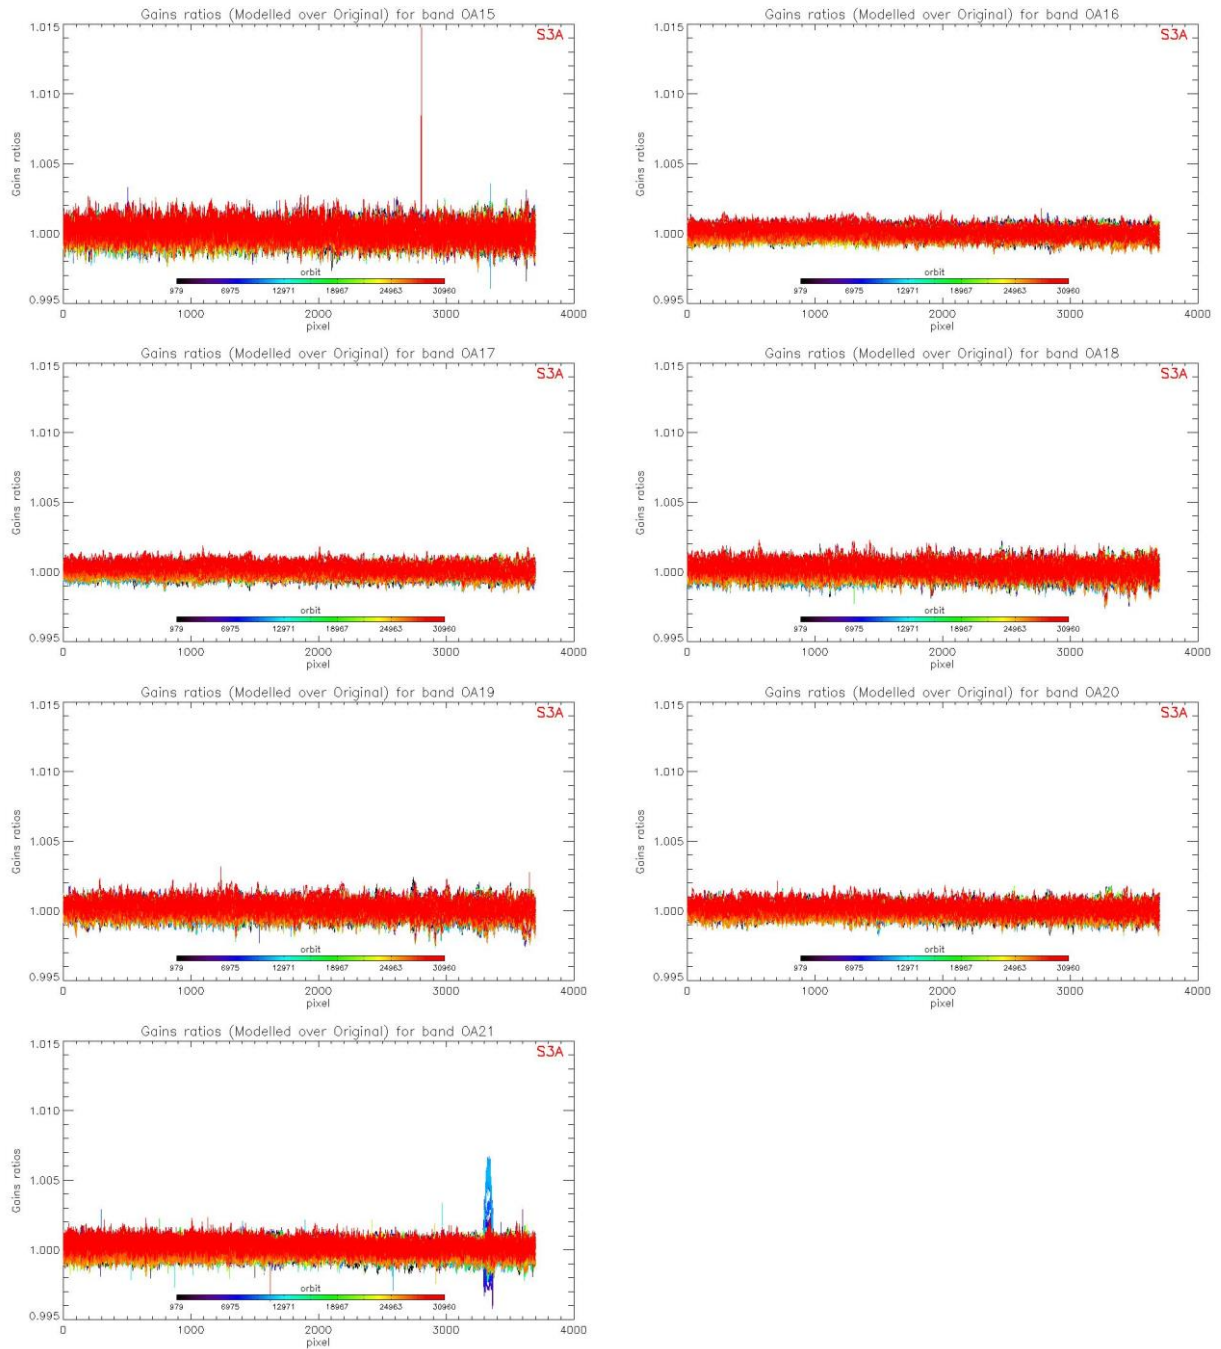 Gains ratios (Modelled over Original) for band OA15
S3A
1.015
1.010
1.005
1.000
0.995
Gains ratios
orbit
979 6975 12971 18967 24963 30960
0 1000 2000 3000 4000
pixel
Gains ratios (Modelled over Original) for band OA16
S3A
1.015
1.010
1.005
1.000
0.995
Gains ratios
orbit
979 6975 12971 18967 24963 30960
0 1000 2000 3000 4000
pixel
Gains ratios (Modelled over Original) for band OA17
S3A
1.015
1.010
1.005
1.000
0.995
Gains ratios
orbit
979 6975 12971 18967 24963 30960
0 1000 2000 3000 4000
pixel
Gains ratios (Modelled over Original) for band OA18
S3A
1.015
1.010
1.005
1.000
0.995
Gains ratios
orbit
979 6975 12971 18967 24963 30960
0 1000 2000 3000 4000
pixel
Gains ratios (Modelled over Original) for band OA19
S3A
1.015
1.010
1.005
1.000
0.995
Gains ratios
orbit
979 6975 12971 18967 24963 30960
0 1000 2000 3000 4000
pixel
Gains ratios (Modelled over Original) for band OA20
S3A
1.015
1.010
1.005
1.000
0.995
Gains ratios
orbit
979 6975 12971 18967 24963 30960
0 1000 2000 3000 4000
pixel
Gains ratios (Modelled over Original) for band OA21
S3A
1.015
1.010
1.005
1.000
0.995
Gains ratios
orbit
979 6975 12971 18967 24963 30960
0 1000 2000 3000 4000
pixel